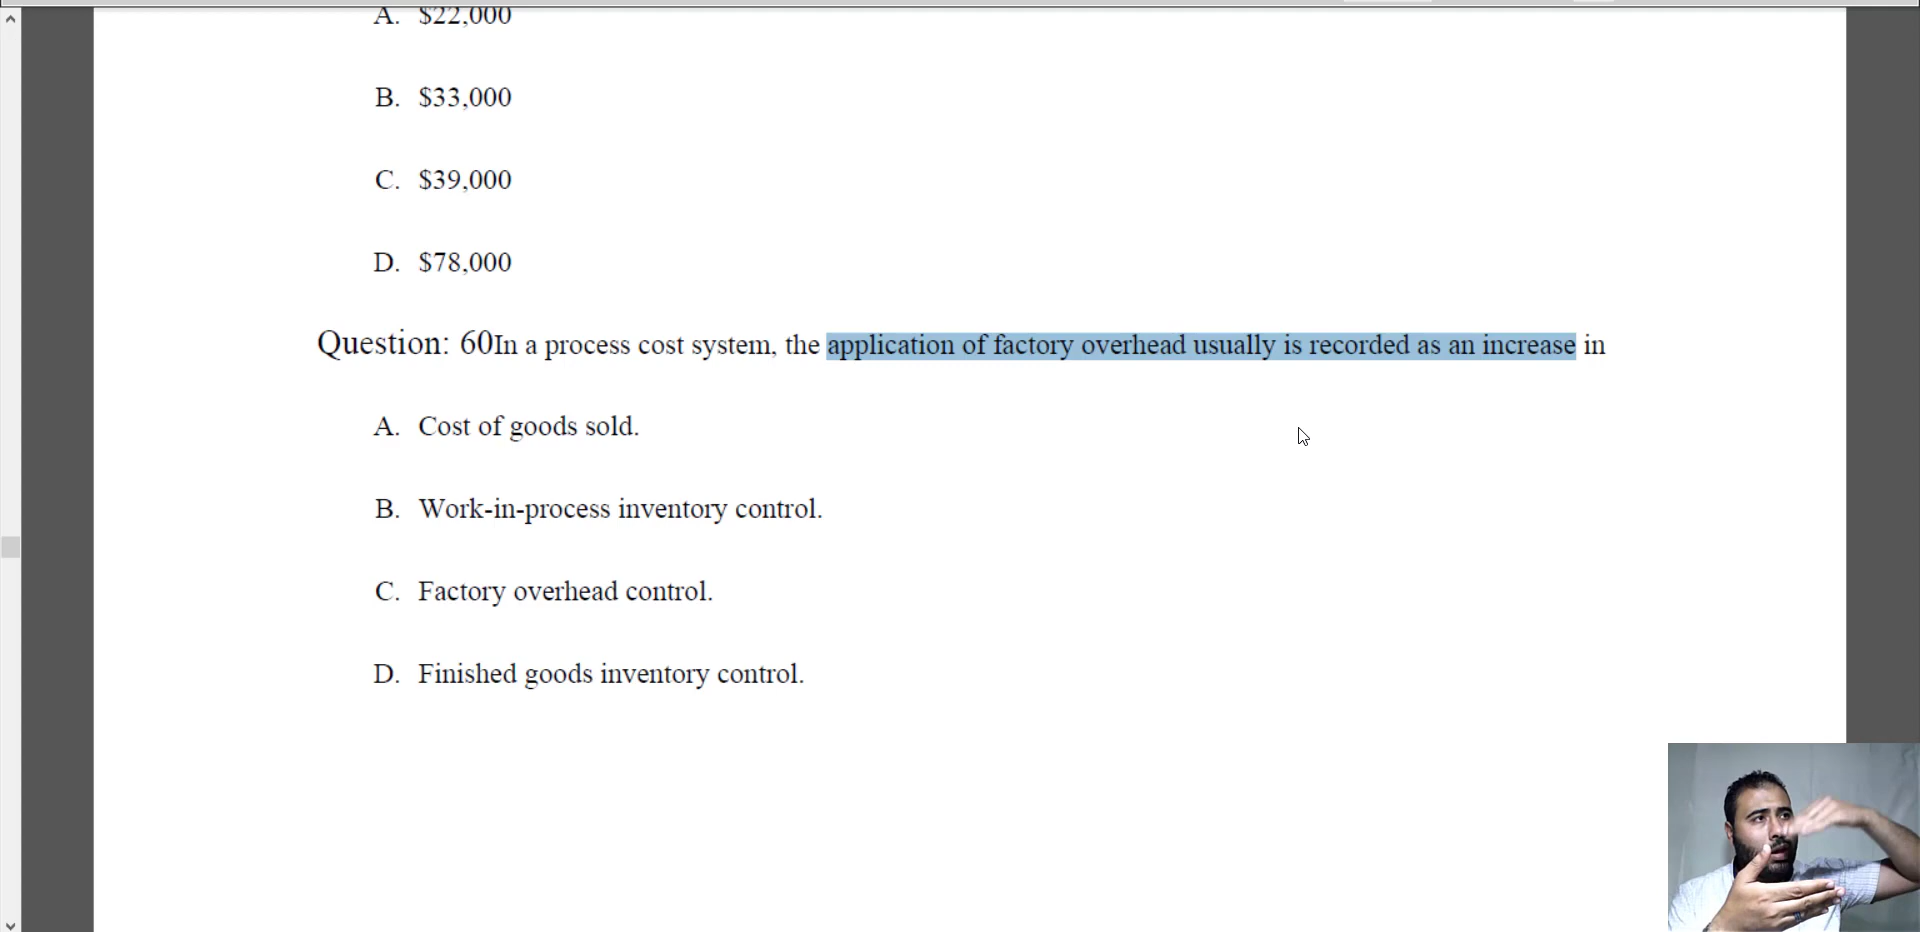 A. $22,000
B. $33,000
C. $39,000
D. $78,000
Question: 60In a process cost system, the application of factory overhead usually is recorded as an increase in
A. Cost of goods sold.
B. Work-in-process inventory control.
C. Factory overhead control.
D. Finished goods inventory control.